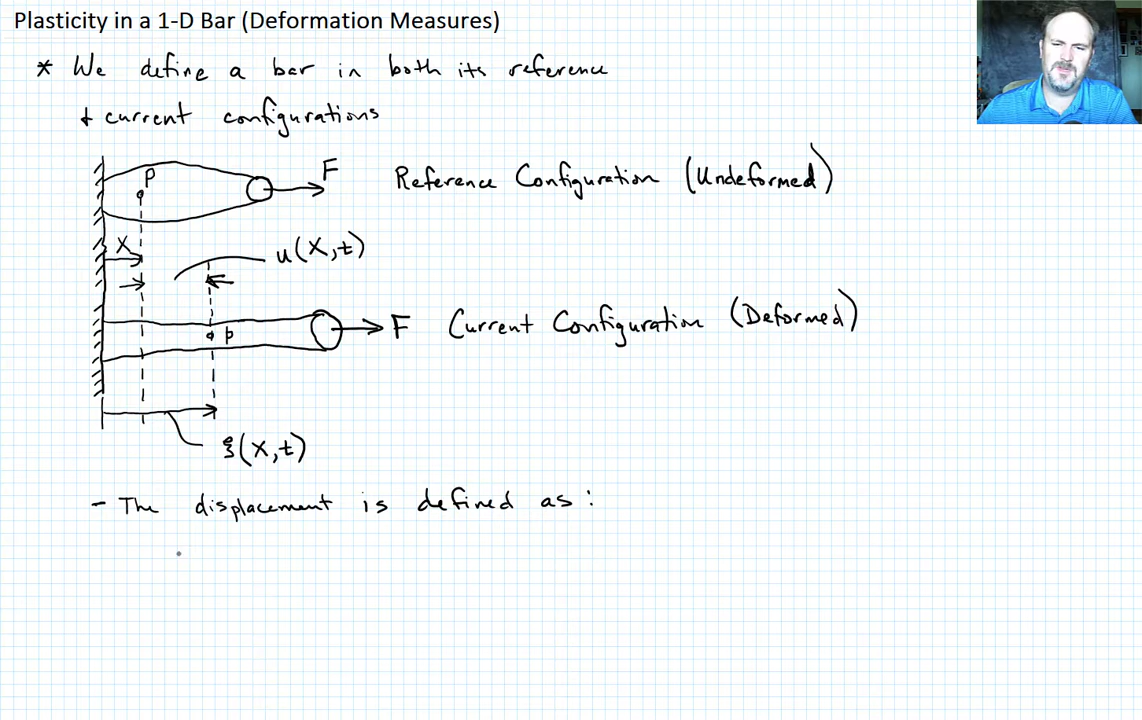 Plasticity in a 1-D Bar (Deformation Measures)
* We define a bar in both its reference
+ current configurations
P
F
Reference Configuration (Undeformed)
X
u(X,t)
p
F
Current Configuration (Deformed)
ξ(X,t)
- The displacement is defined as: